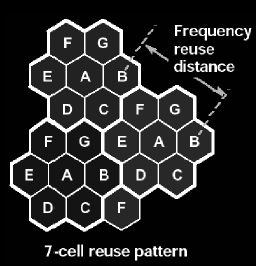 F G
Frequency
reuse
distance
E A B
D C F G
F G E A B
E A B D C
D C F
7-cell reuse pattern